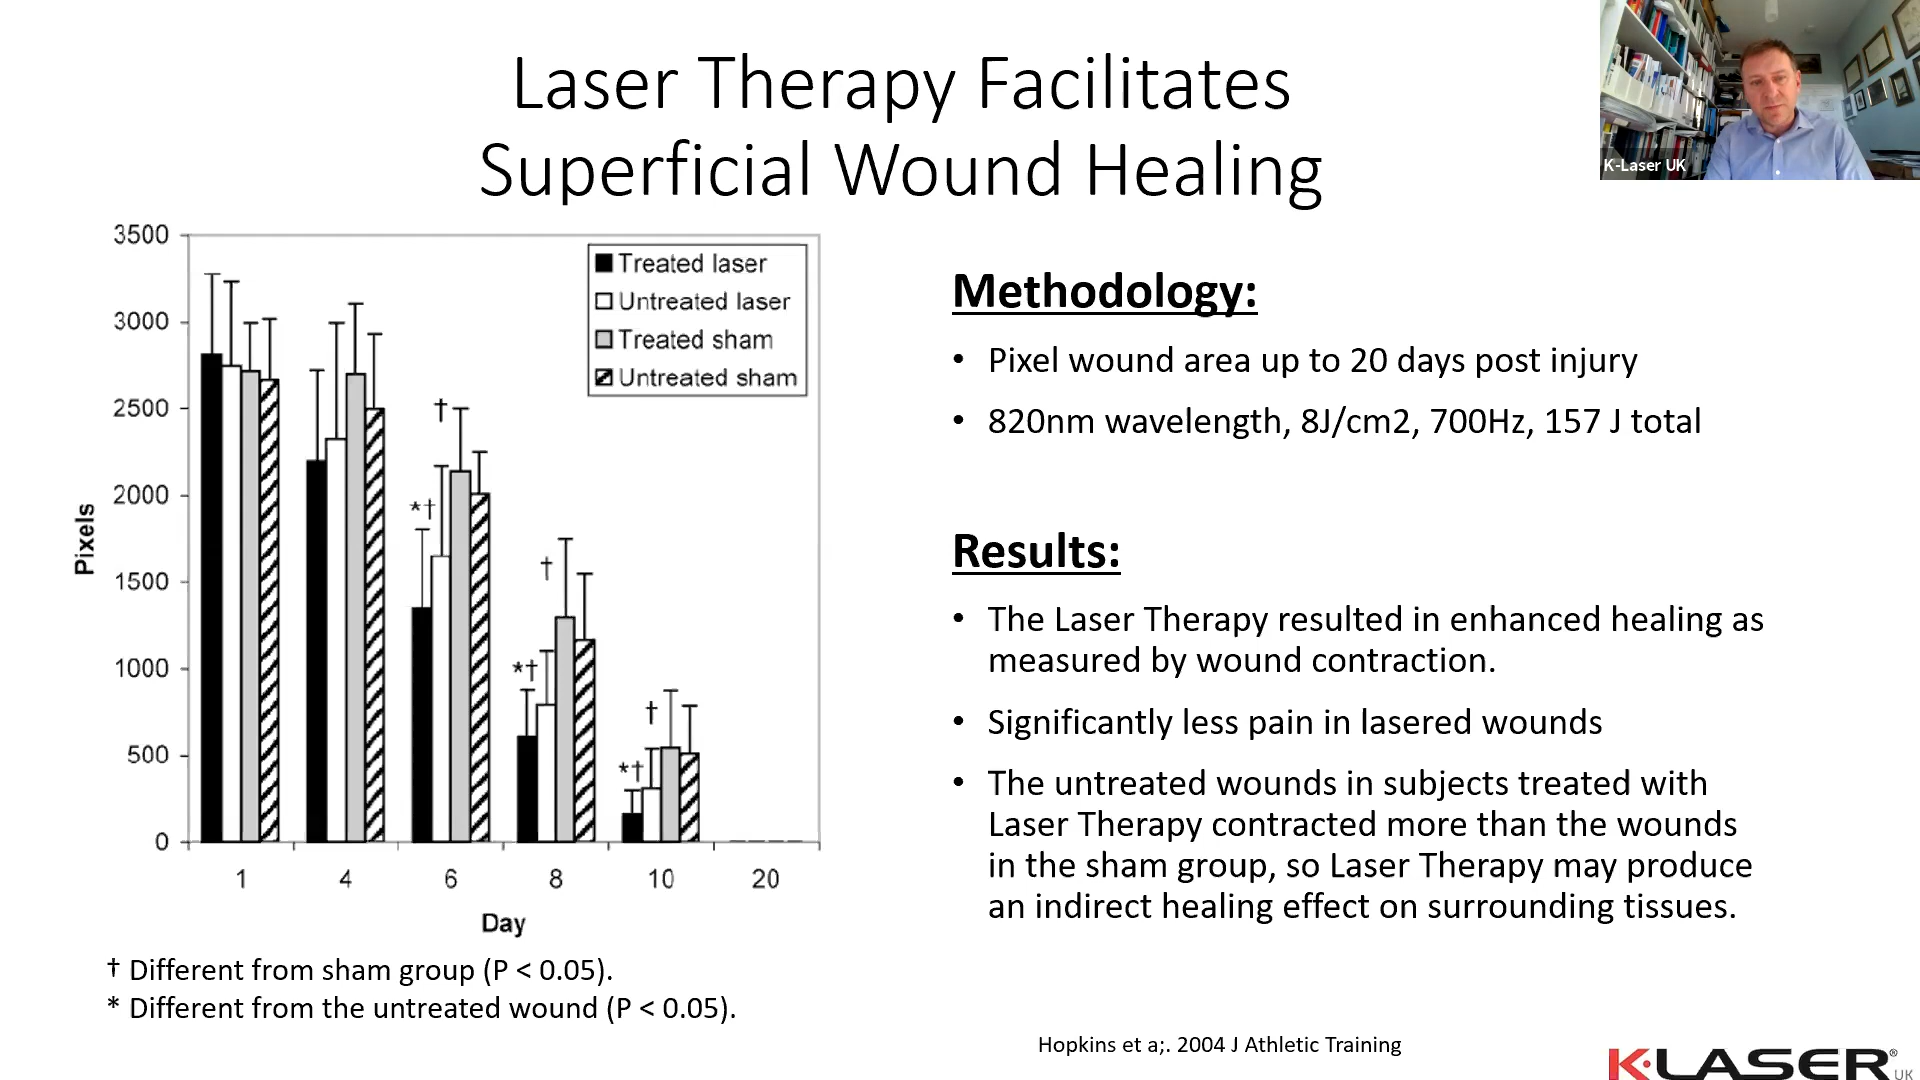 Laser Therapy Facilitates
Superficial Wound Healing
K-Laser UK
3500
3000
2500
2000
1500
1000
500
0
Pixels
Treated laser
Untreated laser
Treated sham
Untreated sham
†
*†
†
*†
†
*†
1 4 6 8 10 20
Day
† Different from sham group (P < 0.05).
* Different from the untreated wound (P < 0.05).
Methodology:
• Pixel wound area up to 20 days post injury
• 820nm wavelength, 8J/cm2, 700Hz, 157 J total
Results:
• The Laser Therapy resulted in enhanced healing as
measured by wound contraction.
• Significantly less pain in lasered wounds
• The untreated wounds in subjects treated with
Laser Therapy contracted more than the wounds
in the sham group, so Laser Therapy may produce
an indirect healing effect on surrounding tissues.
Hopkins et a;. 2004 J Athletic Training
K·LASER® UK